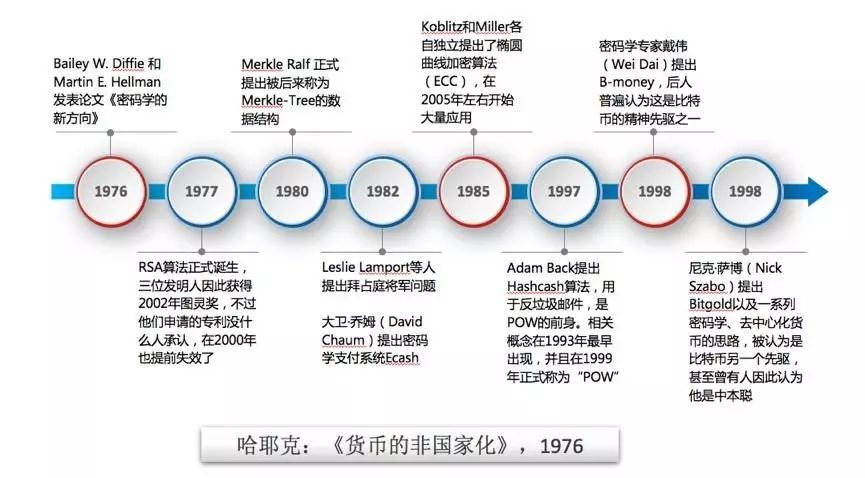 Bailey W. Diffie 和
Martin E. Hellman
发表论文《密码学的
新方向》
Merkle Ralf 正式
提出被后来称为
Merkle-Tree的数
据结构
Koblitz和Miller各
自独立提出了椭圆
曲线加密算法
（ECC），在
2005年左右开始
大量应用
密码学专家戴伟
（Wei Dai）提出
B-money，后人
普遍认为这是比特
币的精神先驱之一
1976
1977
1980
1982
1985
1997
1998
1998
RSA算法正式诞生，
三位发明人因此获得
2002年图灵奖，不过
他们申请的专利没什
么人承认，在2000年
也提前失效了
Leslie Lamport等人
提出拜占庭将军问题
大卫·乔姆（David
Chaum）提出密码
学支付系统Ecash
Adam Back提出
Hashcash算法，用
于反垃圾邮件，是
POW的前身。相关
概念在1993年最早
出现，并且在1999
年正式称为“POW”
尼克·萨博（Nick
Szabo）提出
Bitgold以及一系列
密码学、去中心化货
币的思路，被认为是
比特币另一个先驱，
甚至曾有人因此认为
他是中本聪
哈耶克：《货币的非国家化》，1976